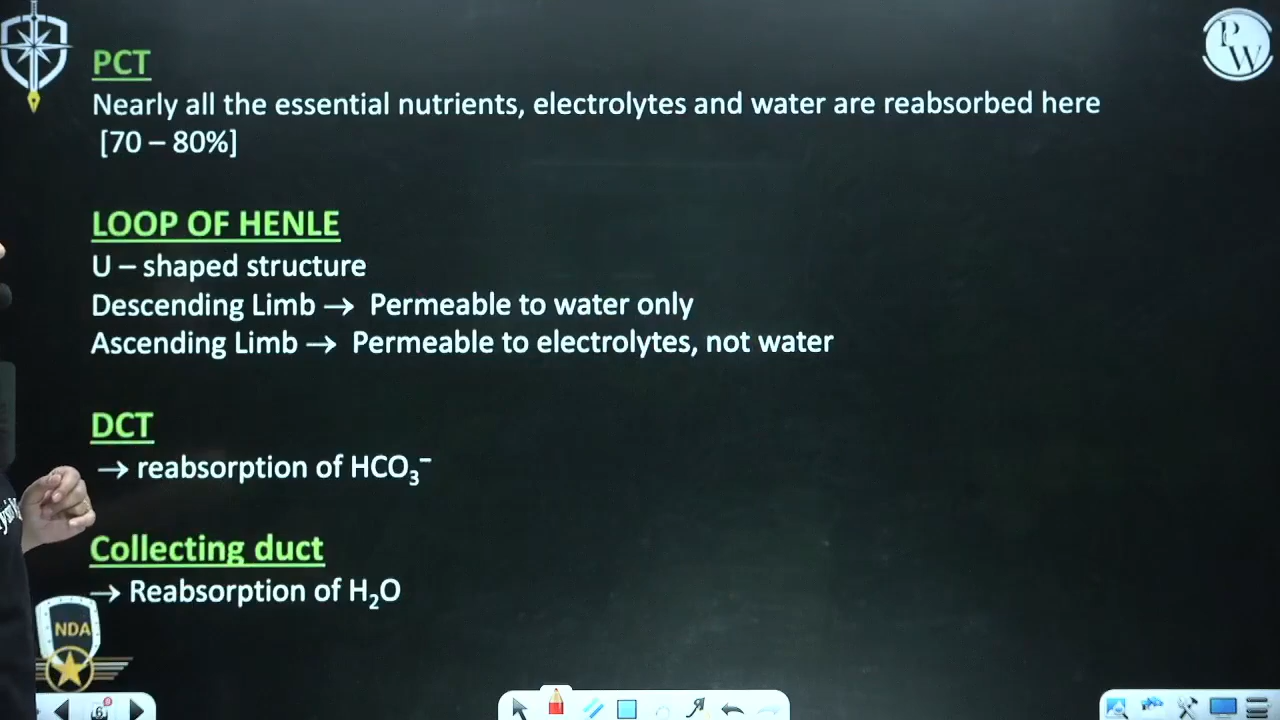 PCT
Nearly all the essential nutrients, electrolytes and water are reabsorbed here
[70 – 80%]
LOOP OF HENLE
U – shaped structure
Descending Limb → Permeable to water only
Ascending Limb → Permeable to electrolytes, not water
DCT
→ reabsorption of HCO₃⁻
Collecting duct
→ Reabsorption of H₂O
NDA
PW